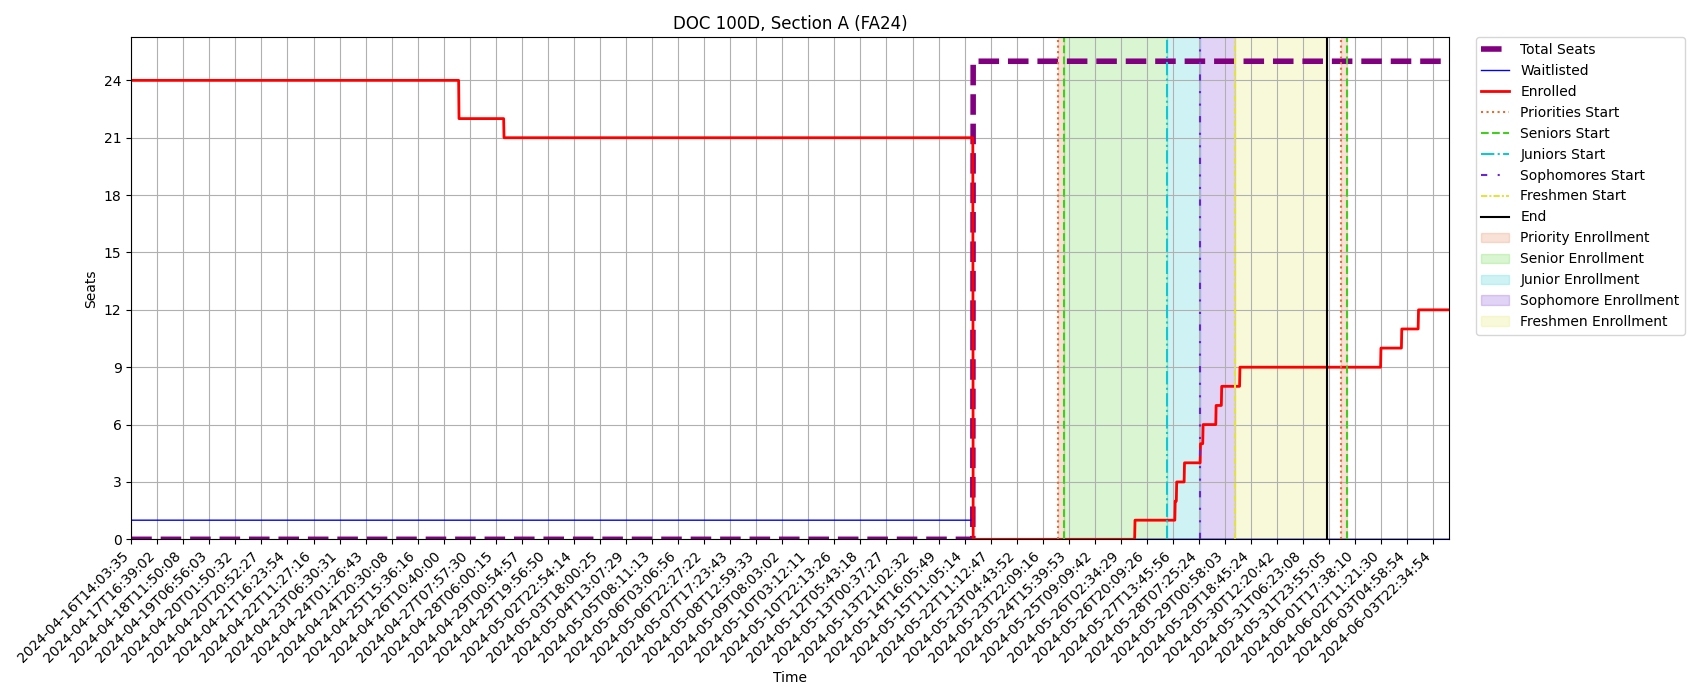 DOC 100D, Section A (FA24)
Seats
24
21
18
15
12
9
6
3
0
2024-04-16T14:03:35
2024-04-17T16:39:02
2024-04-18T11:50:08
2024-04-19T06:56:03
2024-04-20T01:50:32
2024-04-20T20:52:27
2024-04-21T16:23:54
2024-04-22T11:27:16
2024-04-23T06:30:31
2024-04-24T01:26:43
2024-04-24T20:30:08
2024-04-25T15:36:16
2024-04-26T10:40:00
2024-04-27T07:57:30
2024-04-28T06:00:15
2024-04-29T00:54:57
2024-04-29T19:56:50
2024-05-02T22:54:14
2024-05-03T18:00:25
2024-05-04T13:07:29
2024-05-05T08:11:13
2024-05-06T03:06:56
2024-05-06T22:27:22
2024-05-07T17:23:43
2024-05-08T12:59:33
2024-05-09T08:03:02
2024-05-10T03:12:11
2024-05-10T22:13:26
2024-05-12T05:43:18
2024-05-13T00:37:27
2024-05-13T21:02:32
2024-05-14T16:05:49
2024-05-15T11:05:14
2024-05-22T11:12:47
2024-05-23T04:43:52
2024-05-23T22:09:16
2024-05-24T15:39:53
2024-05-25T09:09:42
2024-05-26T02:34:29
2024-05-26T20:09:26
2024-05-27T13:45:56
2024-05-28T07:25:24
2024-05-29T00:58:03
2024-05-29T18:45:24
2024-05-30T12:20:42
2024-05-31T06:23:08
2024-05-31T23:55:05
2024-06-01T17:38:10
2024-06-02T11:21:30
2024-06-03T04:58:54
2024-06-03T22:34:54
Time
Total Seats
Waitlisted
Enrolled
Priorities Start
Seniors Start
Juniors Start
Sophomores Start
Freshmen Start
End
Priority Enrollment
Senior Enrollment
Junior Enrollment
Sophomore Enrollment
Freshmen Enrollment